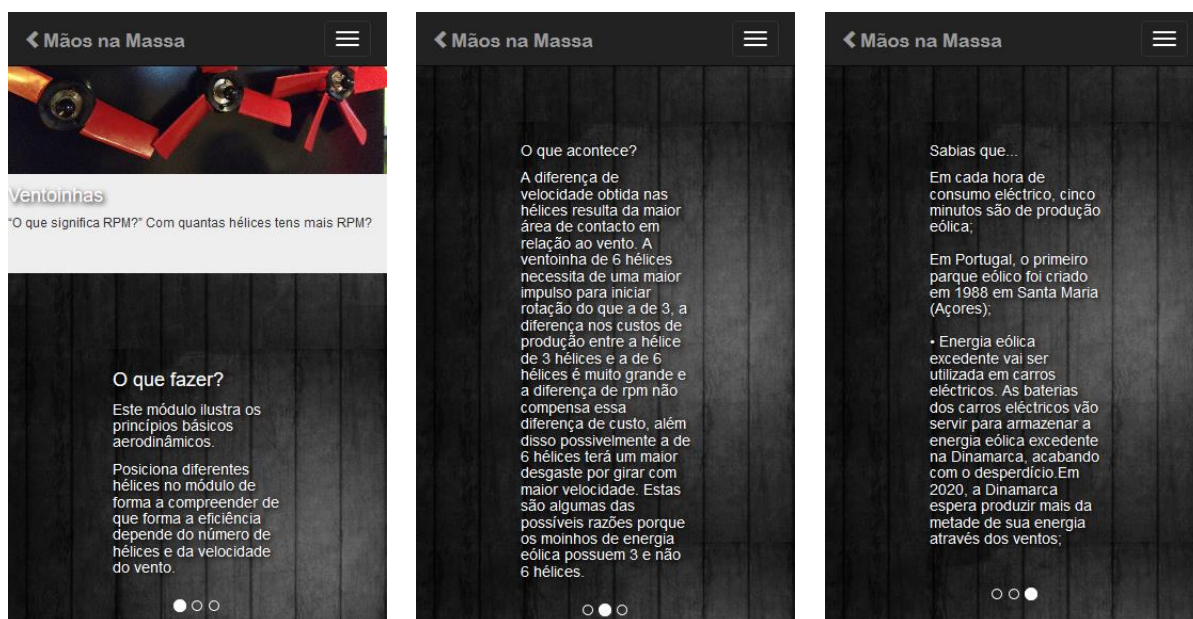 Mãos na Massa
Ventoinhas
“O que significa RPM?” Com quantas hélices tens mais RPM?
O que fazer?
Este módulo ilustra os
princípios básicos
aerodinâmicos.
Posiciona diferentes
hélices no módulo de
forma a compreender de
que forma a eficiência
depende do número de
hélices e da velocidade
do vento.
Mãos na Massa
O que acontece?
A diferença de
velocidade obtida nas
hélices resulta da maior
área de contacto em
relação ao vento. A
ventoinha de 6 hélices
necessita de uma maior
impulso para iniciar
rotação do que a de 3, a
diferença nos custos de
produção entre a hélice
de 3 hélices e a de 6
hélices é muito grande e
a diferença de rpm não
compensa essa
diferença de custo, além
disso possivelmente a de
6 hélices terá um maior
desgaste por girar com
maior velocidade. Estas
são algumas das
possíveis razões porque
os moinhos de energia
eólica possuem 3 e não
6 hélices.
Mãos na Massa
Sabias que...
Em cada hora de
consumo eléctrico, cinco
minutos são de produção
eólica;
Em Portugal, o primeiro
parque eólico foi criado
em 1988 em Santa Maria
(Açores);
• Energia eólica
excedente vai ser
utilizada em carros
eléctricos. As baterias
dos carros eléctricos vão
servir para armazenar a
energia eólica excedente
na Dinamarca, acabando
com o desperdício.Em
2020, a Dinamarca
espera produzir mais da
metade de sua energia
através dos ventos;